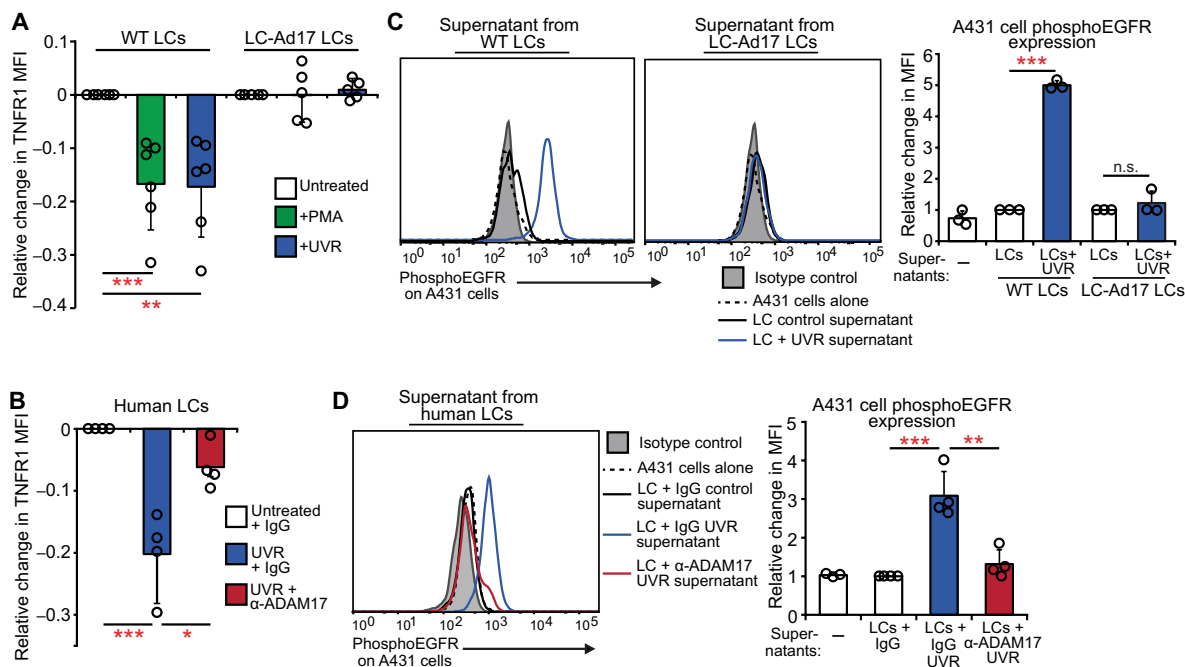 A
WT LCs
LC-Ad17 LCs
Relative change in TNFR1 MFI
0.1
0
–0.1
–0.2
–0.3
–0.4
Untreated
+PMA
+UVR
***
**
C
Supernatant from
WT LCs
Supernatant from
LC-Ad17 LCs
10⁰ 10¹ 10² 10³ 10⁴ 10⁵
10⁰ 10¹ 10² 10³ 10⁴ 10⁵
PhosphoEGFR
on A431 cells
Isotype control
A431 cells alone
LC control supernatant
LC + UVR supernatant
A431 cell phosphoEGFR
expression
Relative change in MFI
6
5
4
3
2
1
0
***
n.s.
Super-
natants:
–
LCs
LCs+
UVR
LCs
LCs+
UVR
WT LCs
LC-Ad17 LCs
B
Human LCs
Relative change in TNFR1 MFI
0
–0.1
–0.2
–0.3
Untreated
+ IgG
UVR
+ IgG
UVR +
α-ADAM17
***
*
D
Supernatant from
human LCs
10⁰ 10¹ 10² 10³ 10⁴ 10⁵
PhosphoEGFR
on A431 cells
Isotype control
A431 cells alone
LC + IgG control
supernatant
LC + IgG UVR
supernatant
LC + α-ADAM17
UVR supernatant
A431 cell phosphoEGFR
expression
Relative change in MFI
5
4
3
2
1
0
***
**
Super-
natants:
–
LCs +
IgG
LCs +
IgG
UVR
LCs +
α-ADAM17
UVR